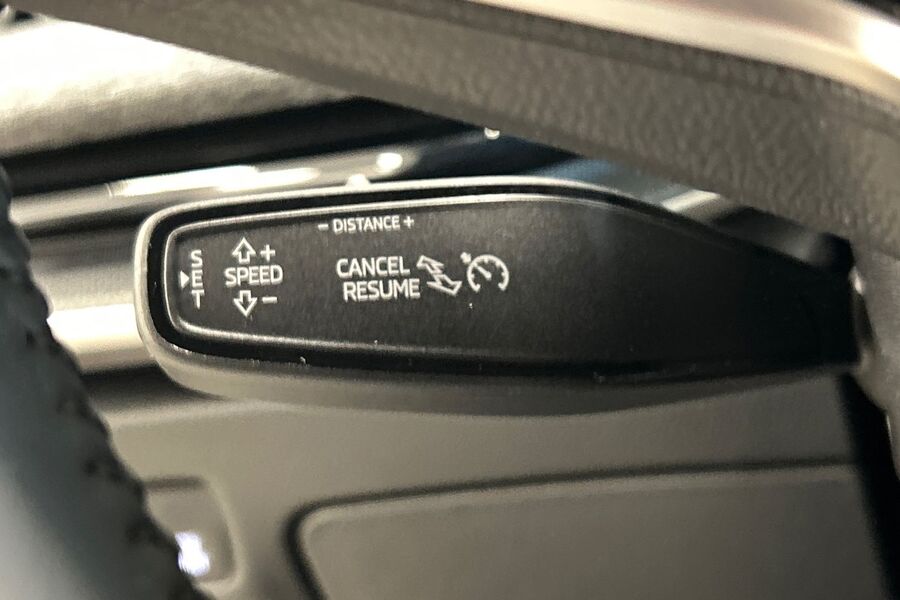 - DISTANCE +
SET
+
SPEED
-
CANCEL
RESUME